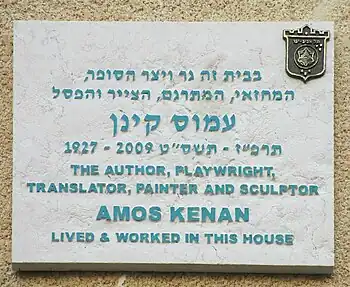 בבית זה גר ויצר הסופר,
המחזאי, המתרגם, הצייר והפסל
עמוס קינן
תרפ"ז - תשס"ט 2009 - 1927
THE AUTHOR, PLAYWRIGHT,
TRANSLATOR, PAINTER AND SCULPTOR
AMOS KENAN
LIVED & WORKED IN THIS HOUSE